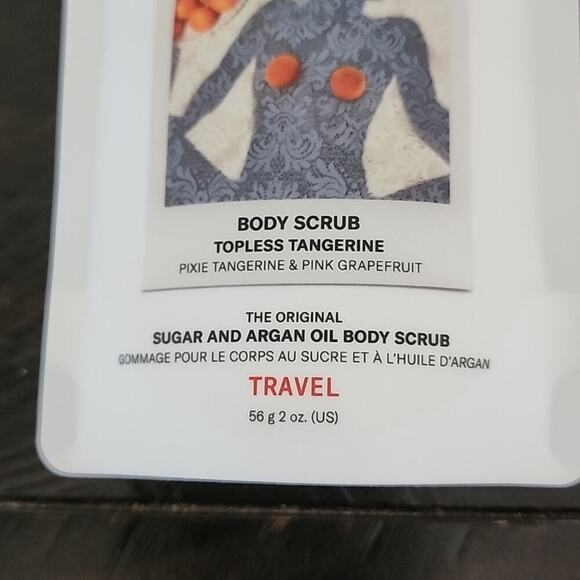 BODY SCRUB
TOPLESS TANGERINE
PIXIE TANGERINE & PINK GRAPEFRUIT
THE ORIGINAL
SUGAR AND ARGAN OIL BODY SCRUB
GOMMAGE POUR LE CORPS AU SUCRE ET À L'HUILE D'ARGAN
TRAVEL
56 g 2 oz. (US)